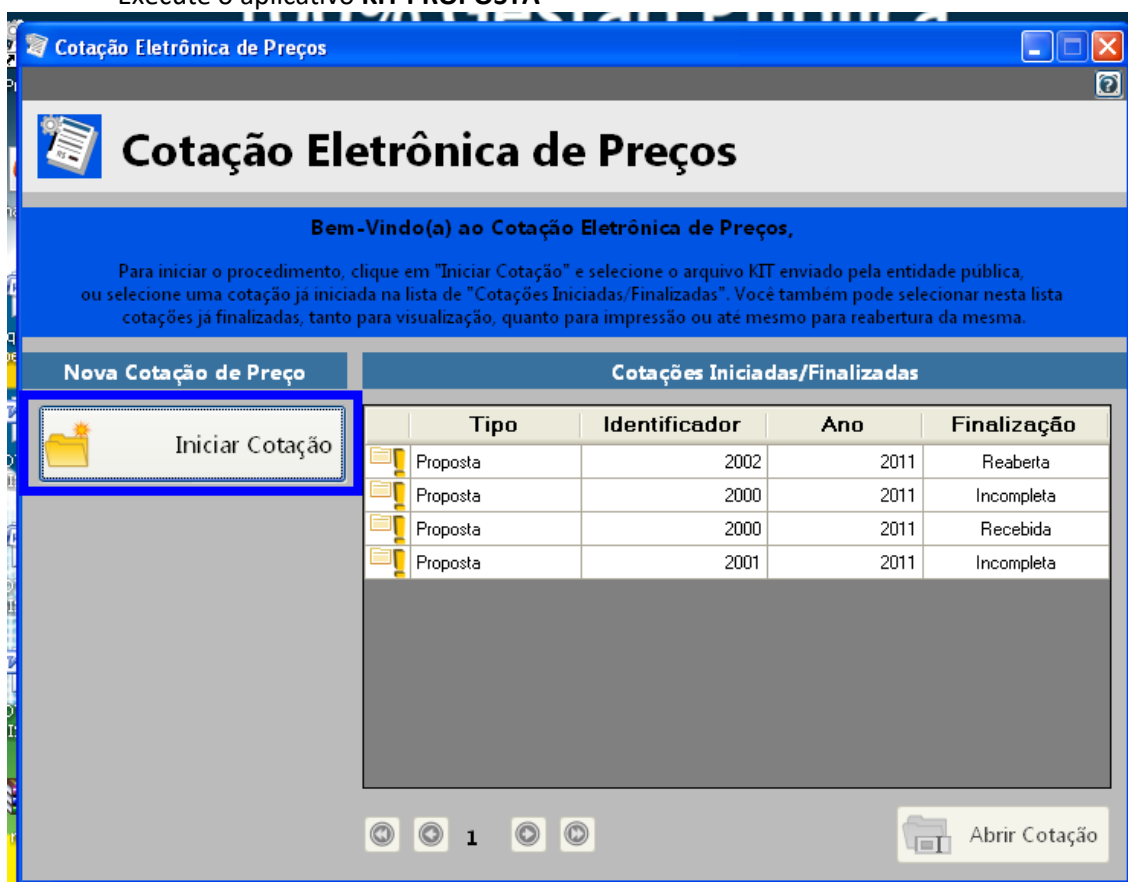 Execute o aplicativo KIT PROPOSTA
Cotação Eletrônica de Preços
Cotação Eletrônica de Preços
Bem-Vindo(a) ao Cotação Eletrônica de Preços,
Para iniciar o procedimento, clique em "Iniciar Cotação" e selecione o arquivo KIT enviado pela entidade pública,
ou selecione uma cotação já iniciada na lista de "Cotações Iniciadas/Finalizadas". Você também pode selecionar nesta lista
cotações já finalizadas, tanto para visualização, quanto para impressão ou até mesmo para reabertura da mesma.
Nova Cotação de Preço
Cotações Iniciadas/Finalizadas
Iniciar Cotação
Tipo Identificador Ano Finalização
Proposta 2002 2011 Reaberta
Proposta 2000 2011 Incompleta
Proposta 2000 2011 Recebida
Proposta 2001 2011 Incompleta
1
Abrir Cotação